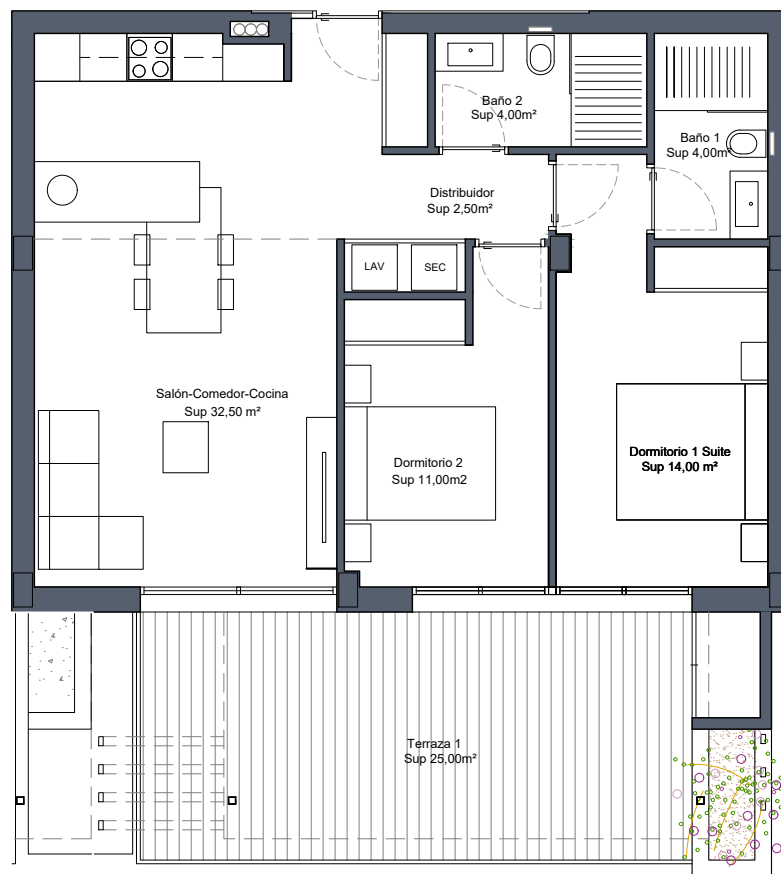 Baño 2
Sup 4,00m²
Baño 1
Sup 4,00m²
Distribuidor
Sup 2,50m²
LAV
SEC
Salón-Comedor-Cocina
Sup 32,50 m²
Dormitorio 2
Sup 11,00m2
Dormitorio 1 Suite
Sup 14,00 m²
Terraza 1
Sup 25,00m²